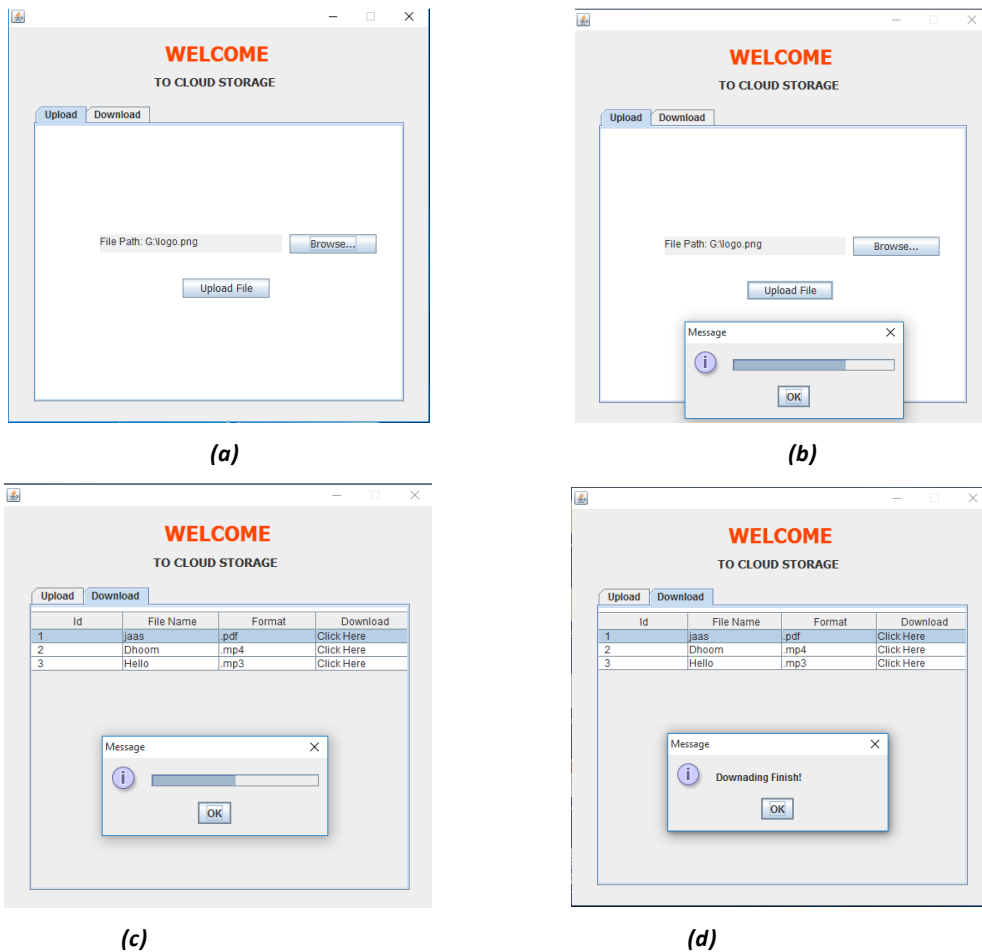 WELCOME
TO CLOUD STORAGE
Upload Download
File Path: G:\logo.png Browse...
Upload File
(a)
WELCOME
TO CLOUD STORAGE
Upload Download
File Path: G:\logo.png Browse...
Upload File
Message
i
OK
(b)
WELCOME
TO CLOUD STORAGE
Upload Download
Id File Name Format Download
1 jaas .pdf Click Here
2 Dhoom .mp4 Click Here
3 Hello .mp3 Click Here
Message
i
OK
(c)
WELCOME
TO CLOUD STORAGE
Upload Download
Id File Name Format Download
1 jaas .pdf Click Here
2 Dhoom .mp4 Click Here
3 Hello .mp3 Click Here
Message
i Downading Finish!
OK
(d)